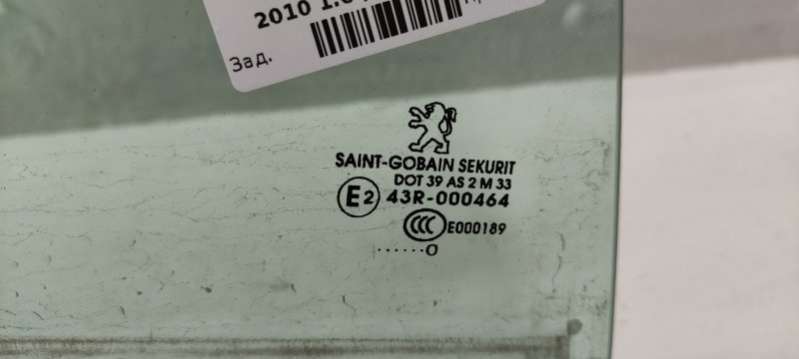 2010 1.6
Зад.
SAINT-GOBAIN SEKURIT
DOT 39 AS 2 M 33
E2 43R-000464
CCC E000189
......O